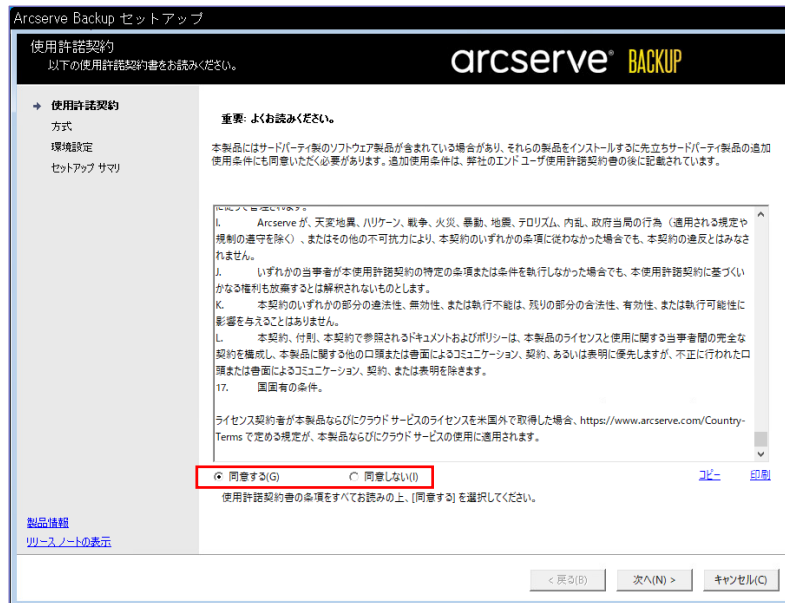 Arcserve Backup セットアップ
使用許諾契約
以下の使用許諾契約書をお読みください。
arcserve® BACKUP
使用許諾契約
方式
環境設定
セットアップ サマリ
重要: よくお読みください。
本製品にはサードパーティ製のソフトウェア製品が含まれている場合があり、それらの製品をインストールするに先立ちサードパーティ製品の追加
使用条件にも同意いただく必要があります。追加使用条件は、弊社のエンド ユーザ使用許諾契約書の後に記載されています。
I. Arcserve が、天変地異、ハリケーン、戦争、火災、暴動、地震、テロリズム、内乱、政府当局の行為（適用される規定や
規制の遵守を除く）、またはその他の不可抗力により、本契約のいずれかの条項に従わなかった場合でも、本契約の違反とはみなさ
れません。
J. いずれかの当事者が本使用許諾契約の特定の条項または条件を執行しなかった場合でも、本使用許諾契約に基づくい
かなる権利も放棄するとは解釈されないものとします。
K. 本契約のいずれかの部分の違法性、無効性、または執行不能は、残りの部分の合法性、有効性、または執行可能性に
影響を与えることはありません。
L. 本契約、付則、本契約で参照されるドキュメントおよびポリシーは、本製品のライセンスと使用に関する当事者間の完全な
契約を構成し、本製品に関する他の口頭または書面によるコミュニケーション、契約、あるいは表明に優先しますが、不正に行われた口
頭または書面によるコミュニケーション、契約、または表明を除きます。
17. 国固有の条件。
ライセンス契約者が本製品ならびにクラウド サービスのライセンスを米国外で取得した場合、https://www.arcserve.com/Country-
Terms で定める規定が、本製品ならびにクラウド サービスの使用に適用されます。
同意する(G) 同意しない(I) コピー 印刷
使用許諾契約書の条項をすべてお読みの上、[同意する] を選択してください。
製品情報
リリース ノートの表示
< 戻る(B) 次へ(N) > キャンセル(C)